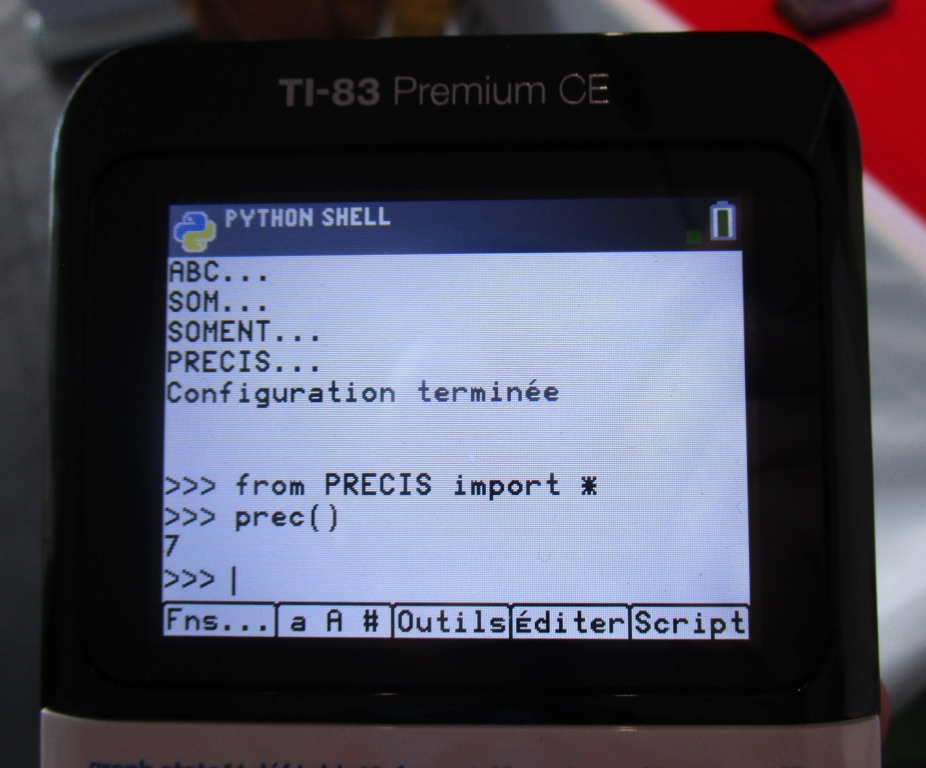 TI-83 Premium CE
PYTHON SHELL
ABC...
SOM...
SOMENT...
PRECIS...
Configuration terminée
>>> from PRECIS import *
>>> prec()
7
>>> |
Fns... a A # Outils éditer Script